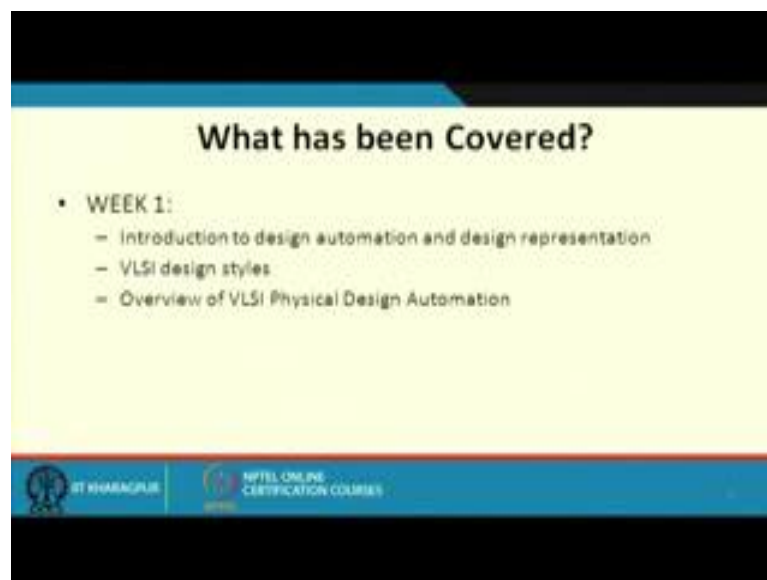 What has been Covered?
• WEEK 1:
– Introduction to design automation and design representation
– VLSI design styles
– Overview of VLSI Physical Design Automation
IIT KHARAGPUR
NPTEL ONLINE
CERTIFICATION COURSES
NPTEL